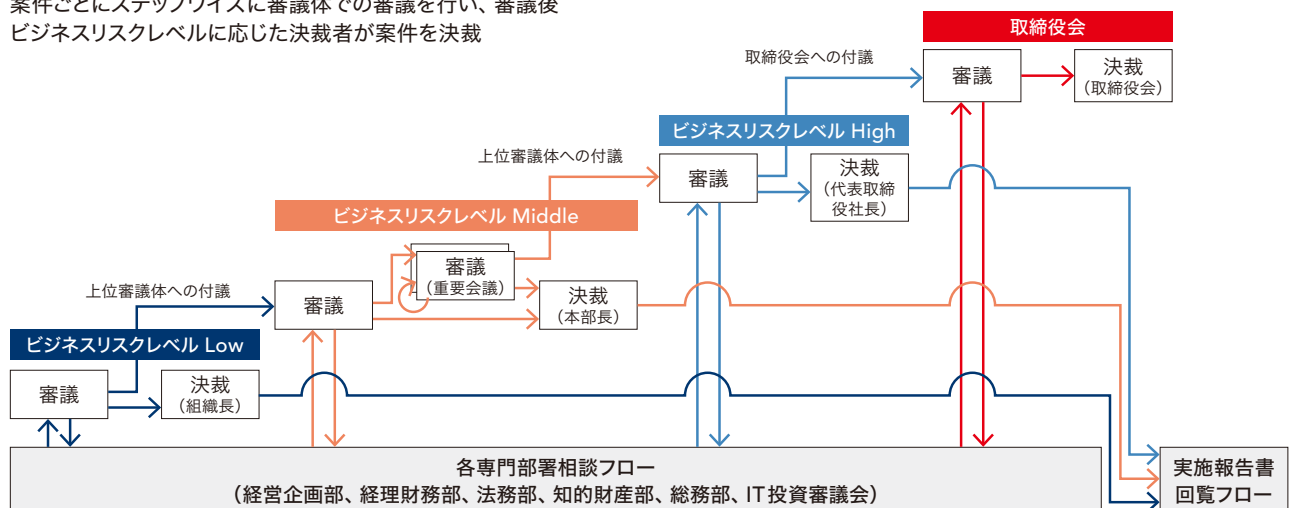 案件ごとにステップワイズに審議体での審議を行い、審議後
ビジネスリスクレベルに応じた決裁者が案件を決裁
取締役会
取締役会への付議
審議
決裁
（取締役会）
ビジネスリスクレベル High
上位審議体への付議
審議
決裁
（代表取締
役社長）
ビジネスリスクレベル Middle
審議
（重要会議）
上位審議体への付議
審議
決裁
（本部長）
ビジネスリスクレベル Low
審議
決裁
（組織長）
各専門部署相談フロー
（経営企画部、経理財務部、法務部、知的財産部、総務部、IT投資審議会）
実施報告書
回覧フロー